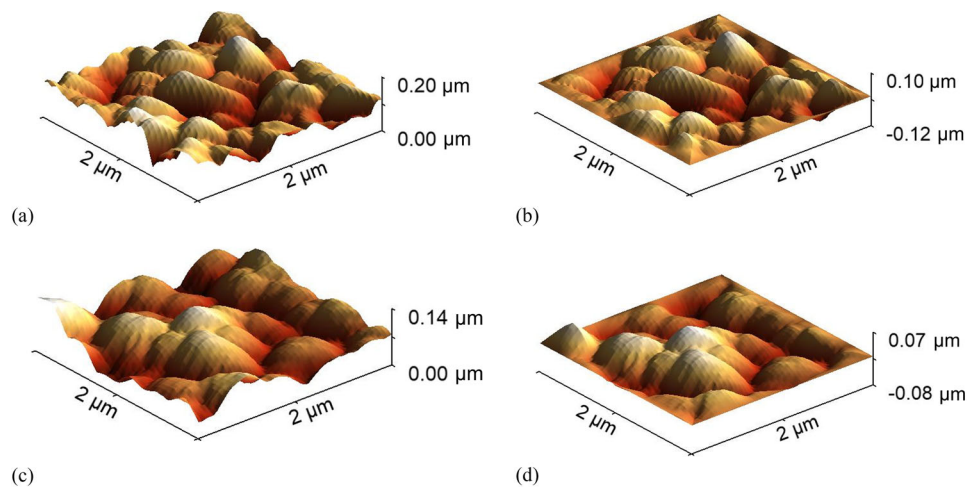 0.20 µm
0.00 µm
2 µm
2 µm
(a)
0.10 µm
-0.12 µm
2 µm
2 µm
(b)
0.14 µm
0.00 µm
2 µm
2 µm
(c)
0.07 µm
-0.08 µm
2 µm
2 µm
(d)